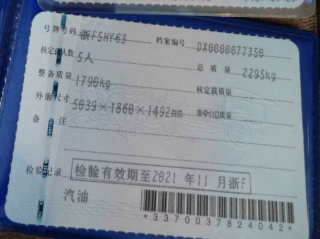 号牌号码 浙F5HY63 档案编号 DX0000677350
核定载人数 5人 总质量 2295kg
整备质量 1790kg 核定载质量
外廓尺寸 5039×1860×1492mm 准牵引总质量
备注
检验记录 检验有效期至2021年11月浙F
汽油
*3370037824042*